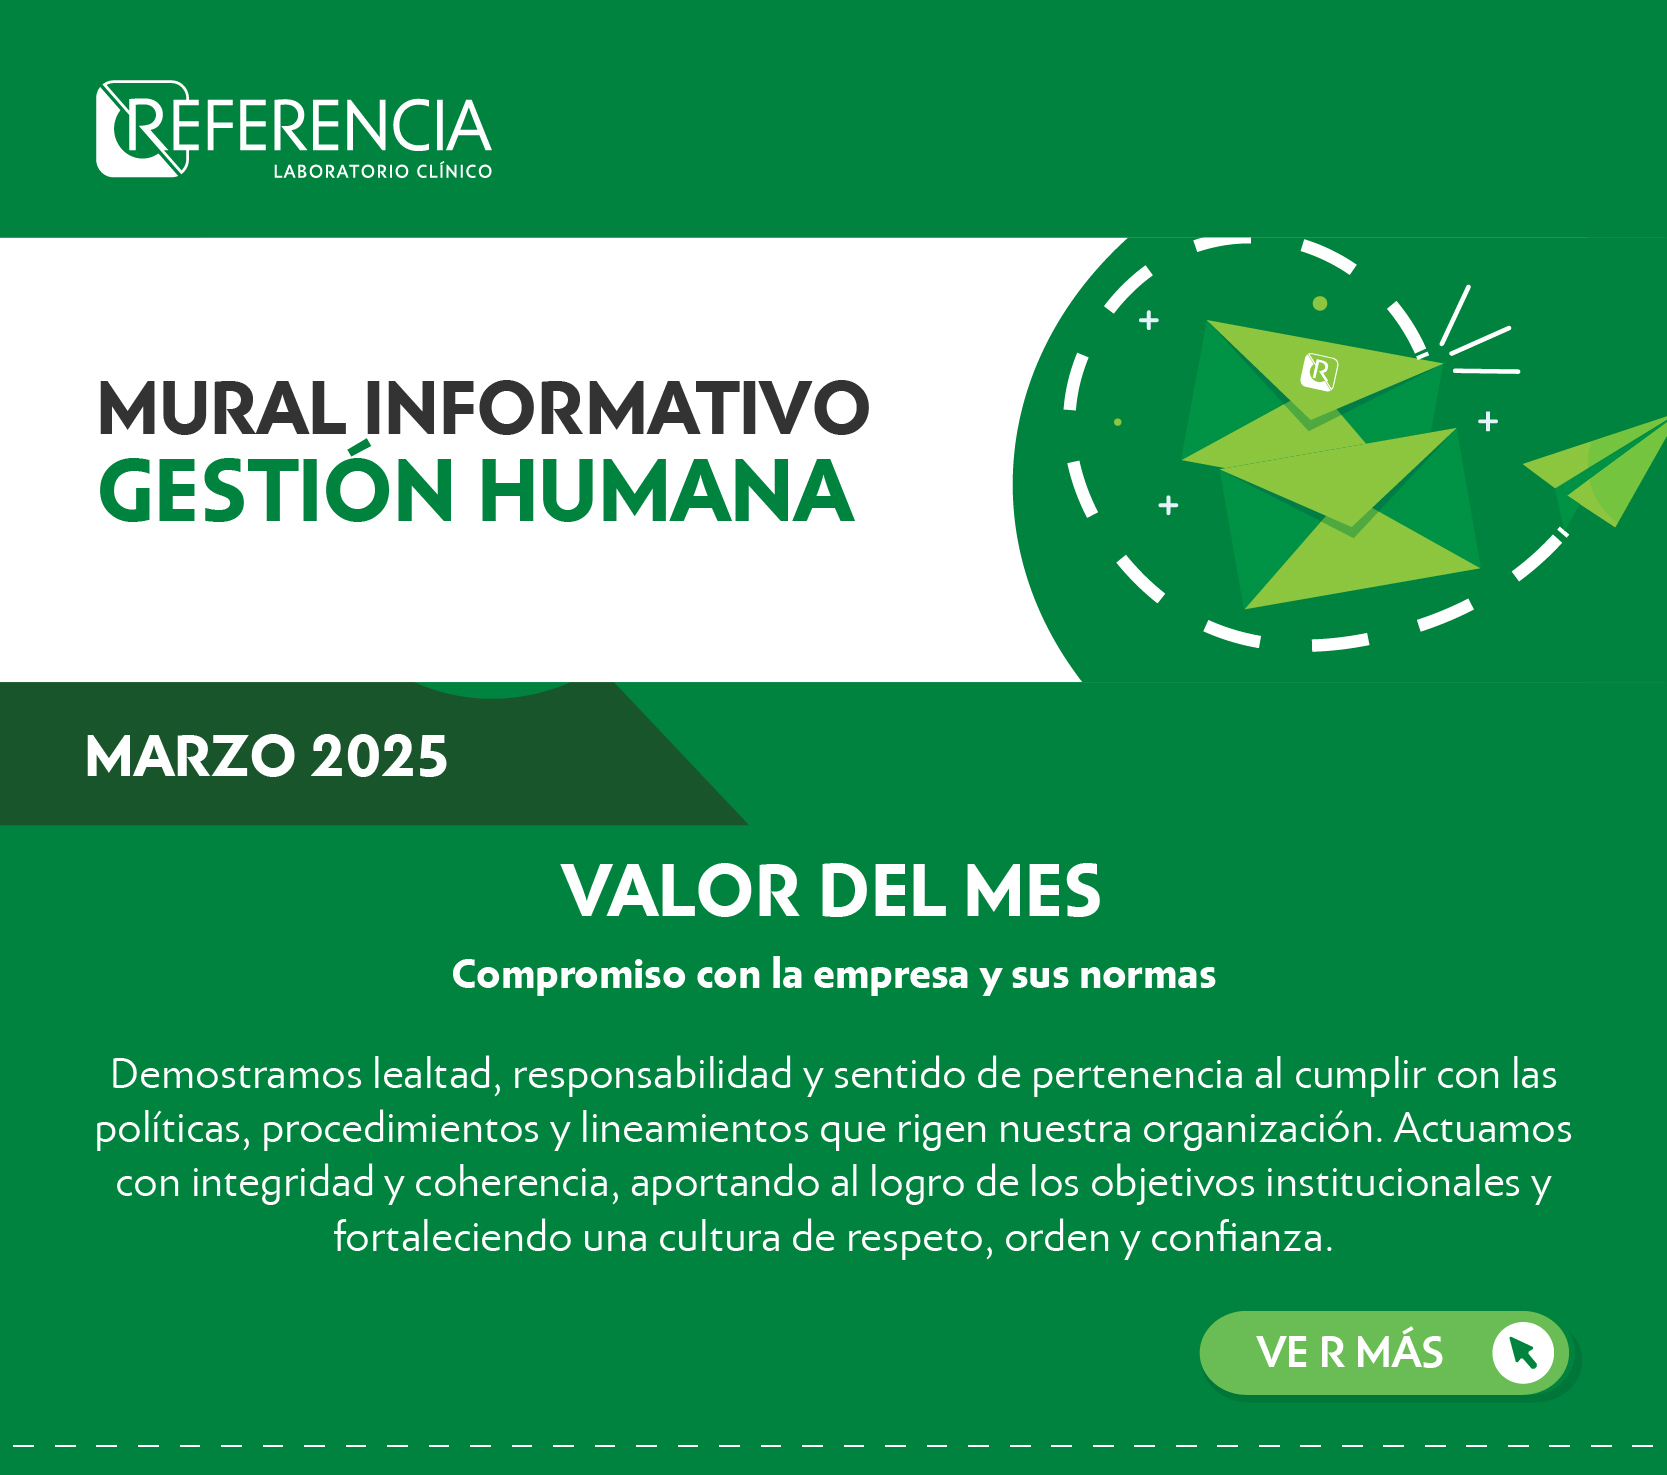 REFERENCIA
LABORATORIO CLÍNICO
MURAL INFORMATIVO
GESTIÓN HUMANA
R
MARZO 2025
VALOR DEL MES
Compromiso con la empresa y sus normas
Demostramos lealtad, responsabilidad y sentido de pertenencia al cumplir con las
políticas, procedimientos y lineamientos que rigen nuestra organización. Actuamos
con integridad y coherencia, aportando al logro de los objetivos institucionales y
fortaleciendo una cultura de respeto, orden y confianza.
VE R MÁS